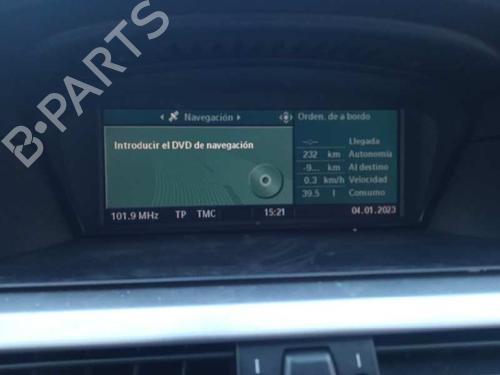 B-PARTS
Navegación
Introducir el DVD de navegación
101.9 MHz TP TMC 15:21
Orden. de a bordo
--:-- Llegada
232 km Autonomía
-9... km Al destino
0.3 km/h Velocidad
39.5 l Consumo
04.01.2023